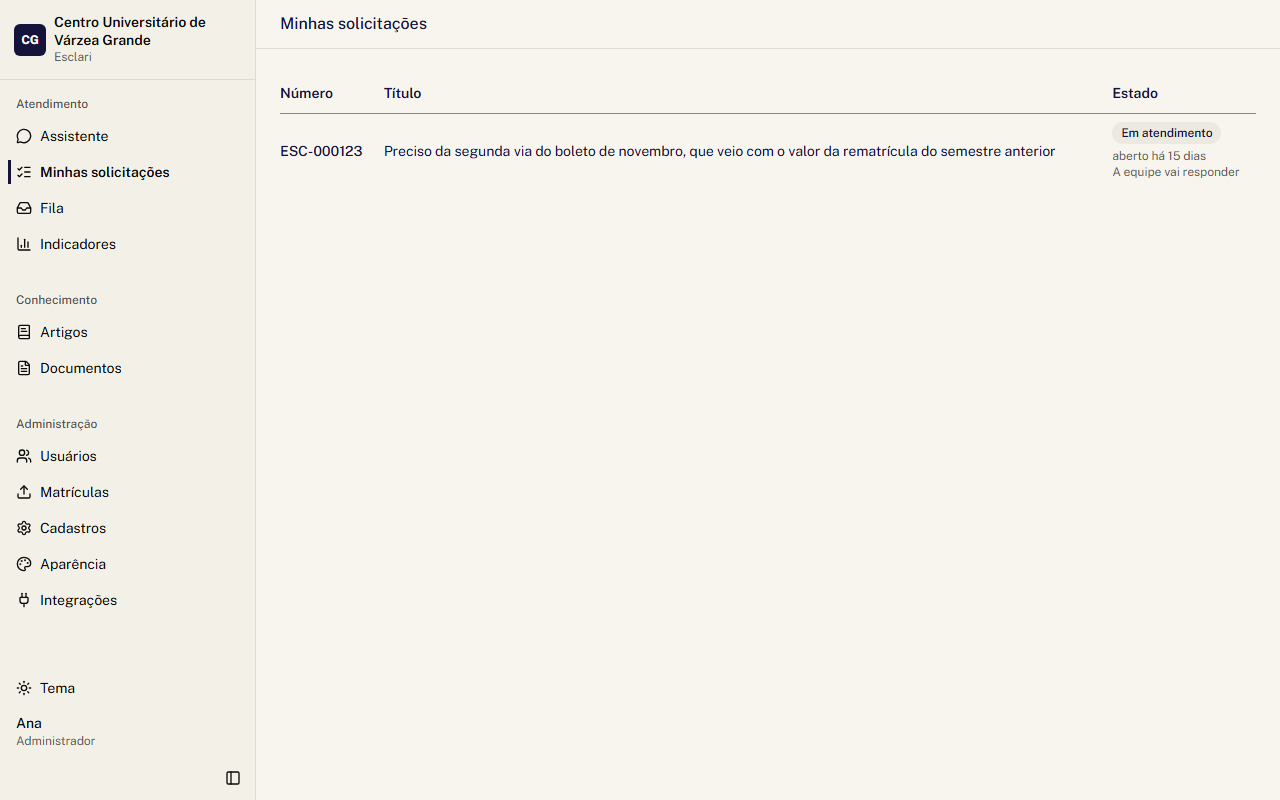 CG
Centro Universitário de
Várzea Grande
Esclari
Atendimento
Assistente
Minhas solicitações
Fila
Indicadores
Conhecimento
Artigos
Documentos
Administração
Usuários
Matrículas
Cadastros
Aparência
Integrações
Tema
Ana
Administrador
Minhas solicitações
Número Título Estado
ESC-000123 Preciso da segunda via do boleto de novembro, que veio com o valor da rematrícula do semestre anterior
Em atendimento
aberto há 15 dias
A equipe vai responder